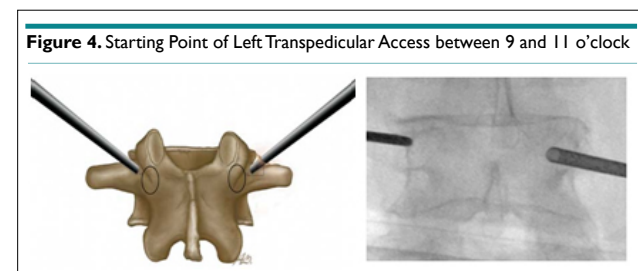 Figure 4. Starting Point of Left Transpedicular Access between 9 and 11 o'clock